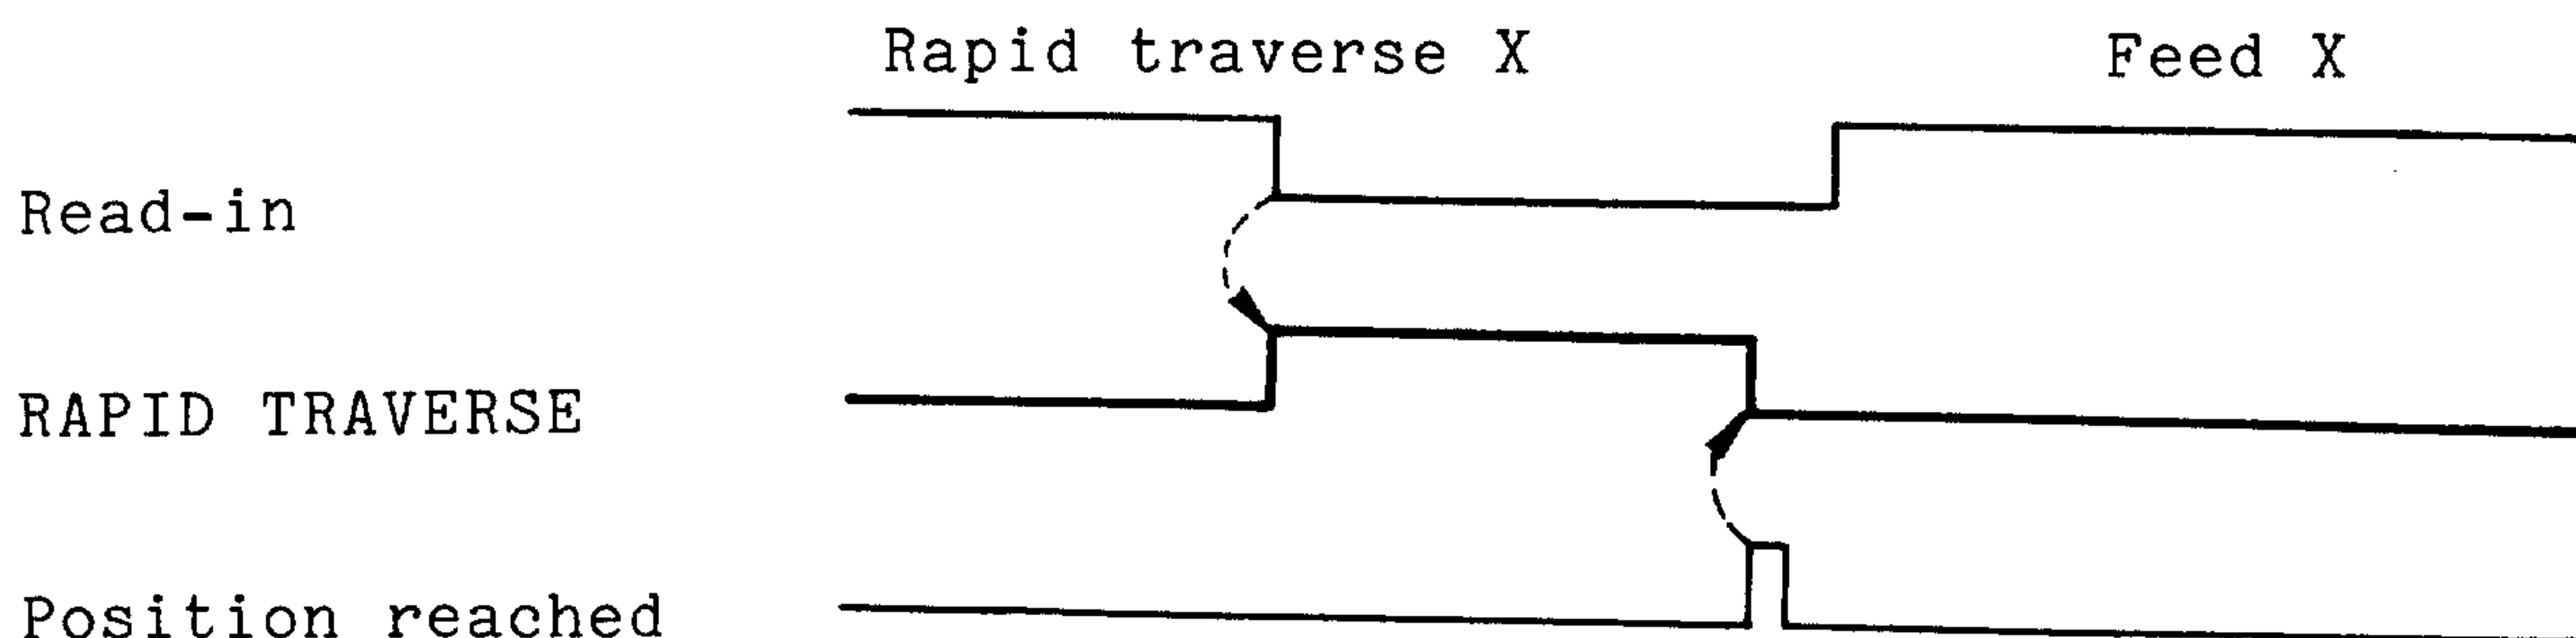 Rapid traverse X Feed X
Read-in
RAPID TRAVERSE
Position reached